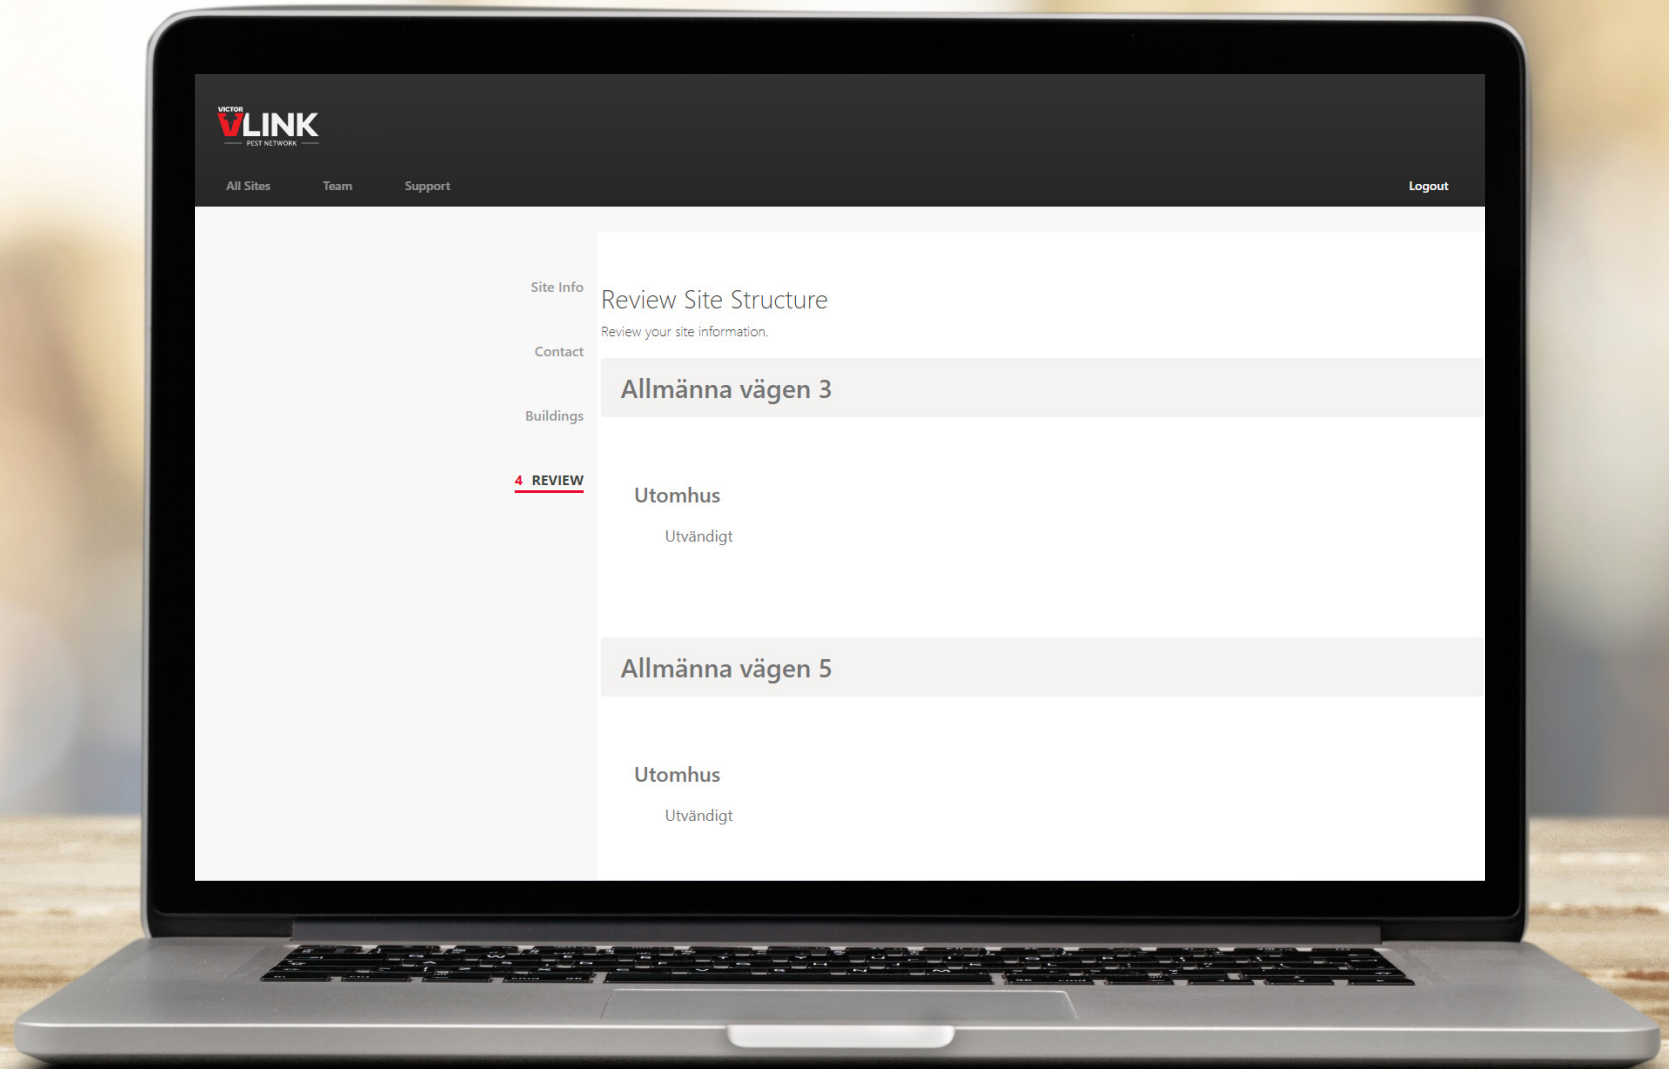 VICTOR
VLINK
PEST NETWORK
All Sites Team Support Logout
Site Info
Contact
Buildings
4 REVIEW
Review Site Structure
Review your site information.
Allmänna vägen 3
Utomhus
Utvändigt
Allmänna vägen 5
Utomhus
Utvändigt